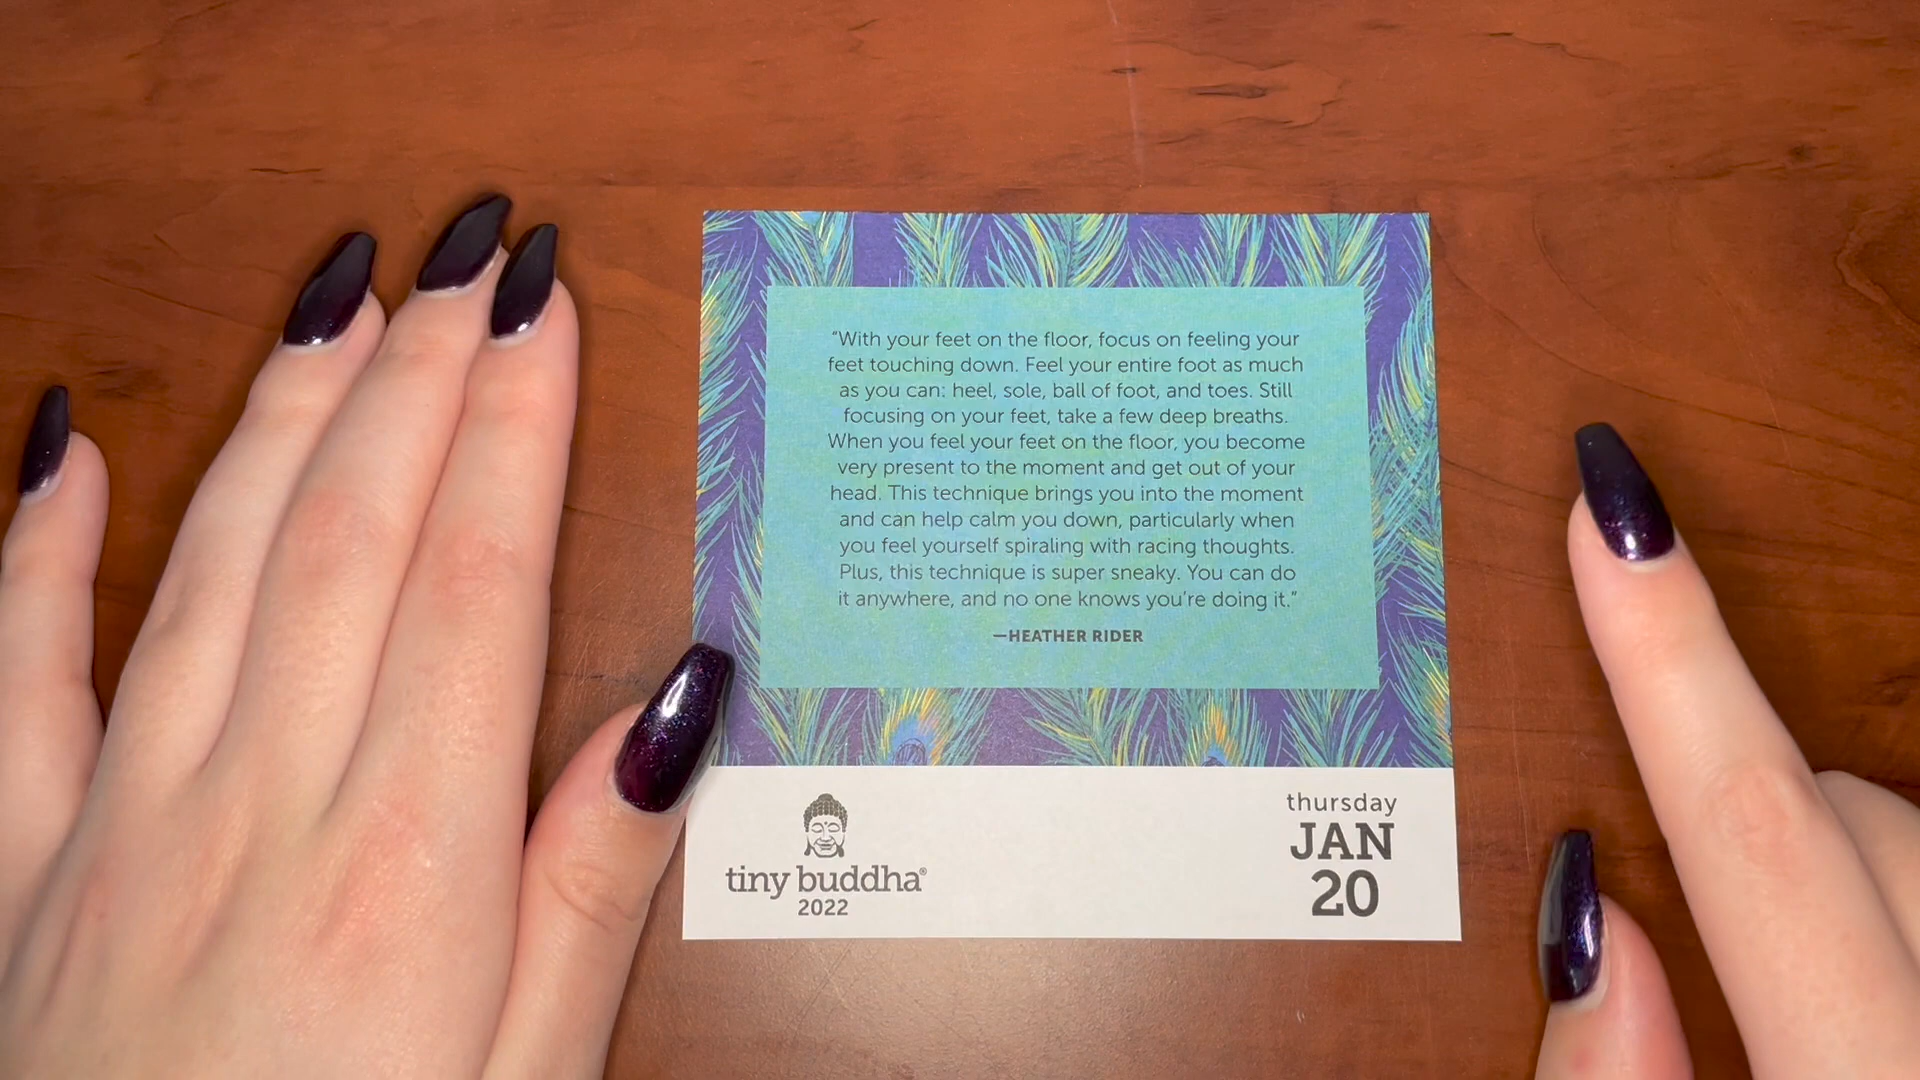 “With your feet on the floor, focus on feeling your
feet touching down. Feel your entire foot as much
as you can: heel, sole, ball of foot, and toes. Still
focusing on your feet, take a few deep breaths.
When you feel your feet on the floor, you become
very present to the moment and get out of your
head. This technique brings you into the moment
and can help calm you down, particularly when
you feel yourself spiraling with racing thoughts.
Plus, this technique is super sneaky. You can do
it anywhere, and no one knows you’re doing it.”
—HEATHER RIDER
tiny buddha®
2022
thursday
JAN
20